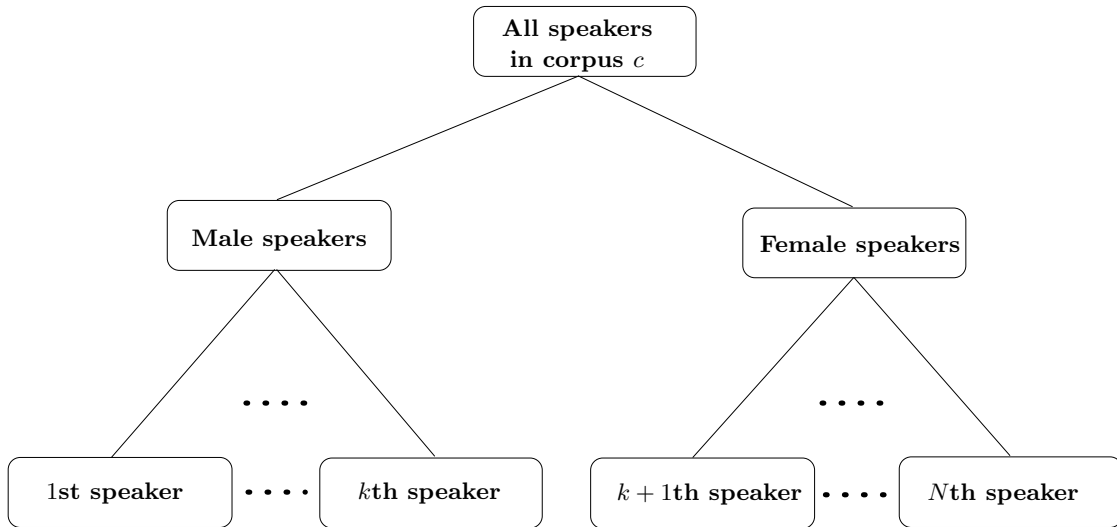 All speakers
in corpus c
Male speakers
Female speakers
1st speaker
kth speaker
k + 1th speaker
Nth speaker